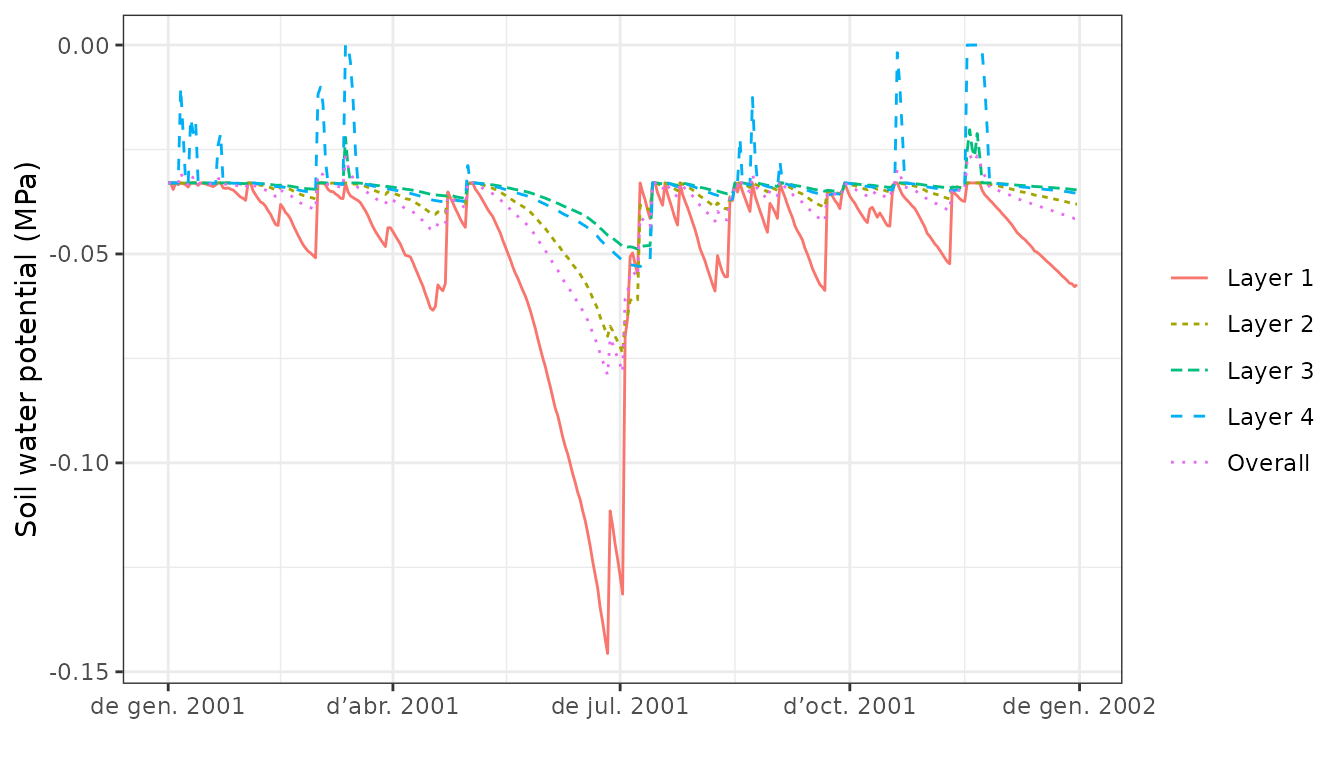 Soil water potential (MPa)
0.00
-0.05
-0.10
-0.15
de gen. 2001
d’abr. 2001
de jul. 2001
d’oct. 2001
de gen. 2002
Layer 1
Layer 2
Layer 3
Layer 4
Overall